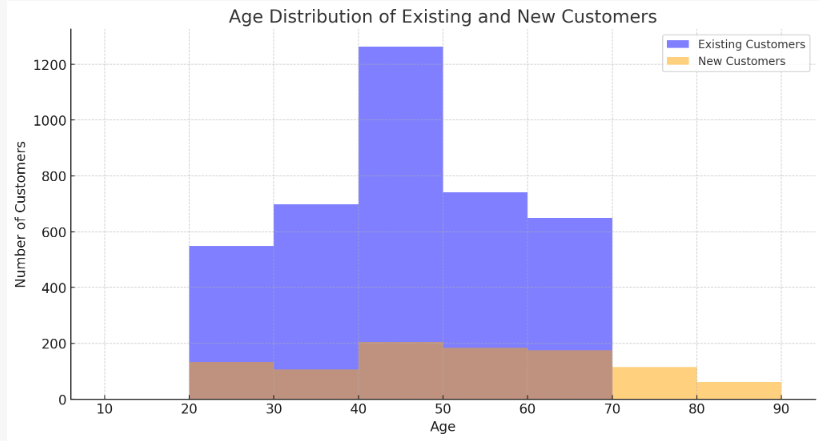 Age Distribution of Existing and New Customers
Existing Customers
New Customers
Number of Customers
1200
1000
800
600
400
200
0
10 20 30 40 50 60 70 80 90
Age